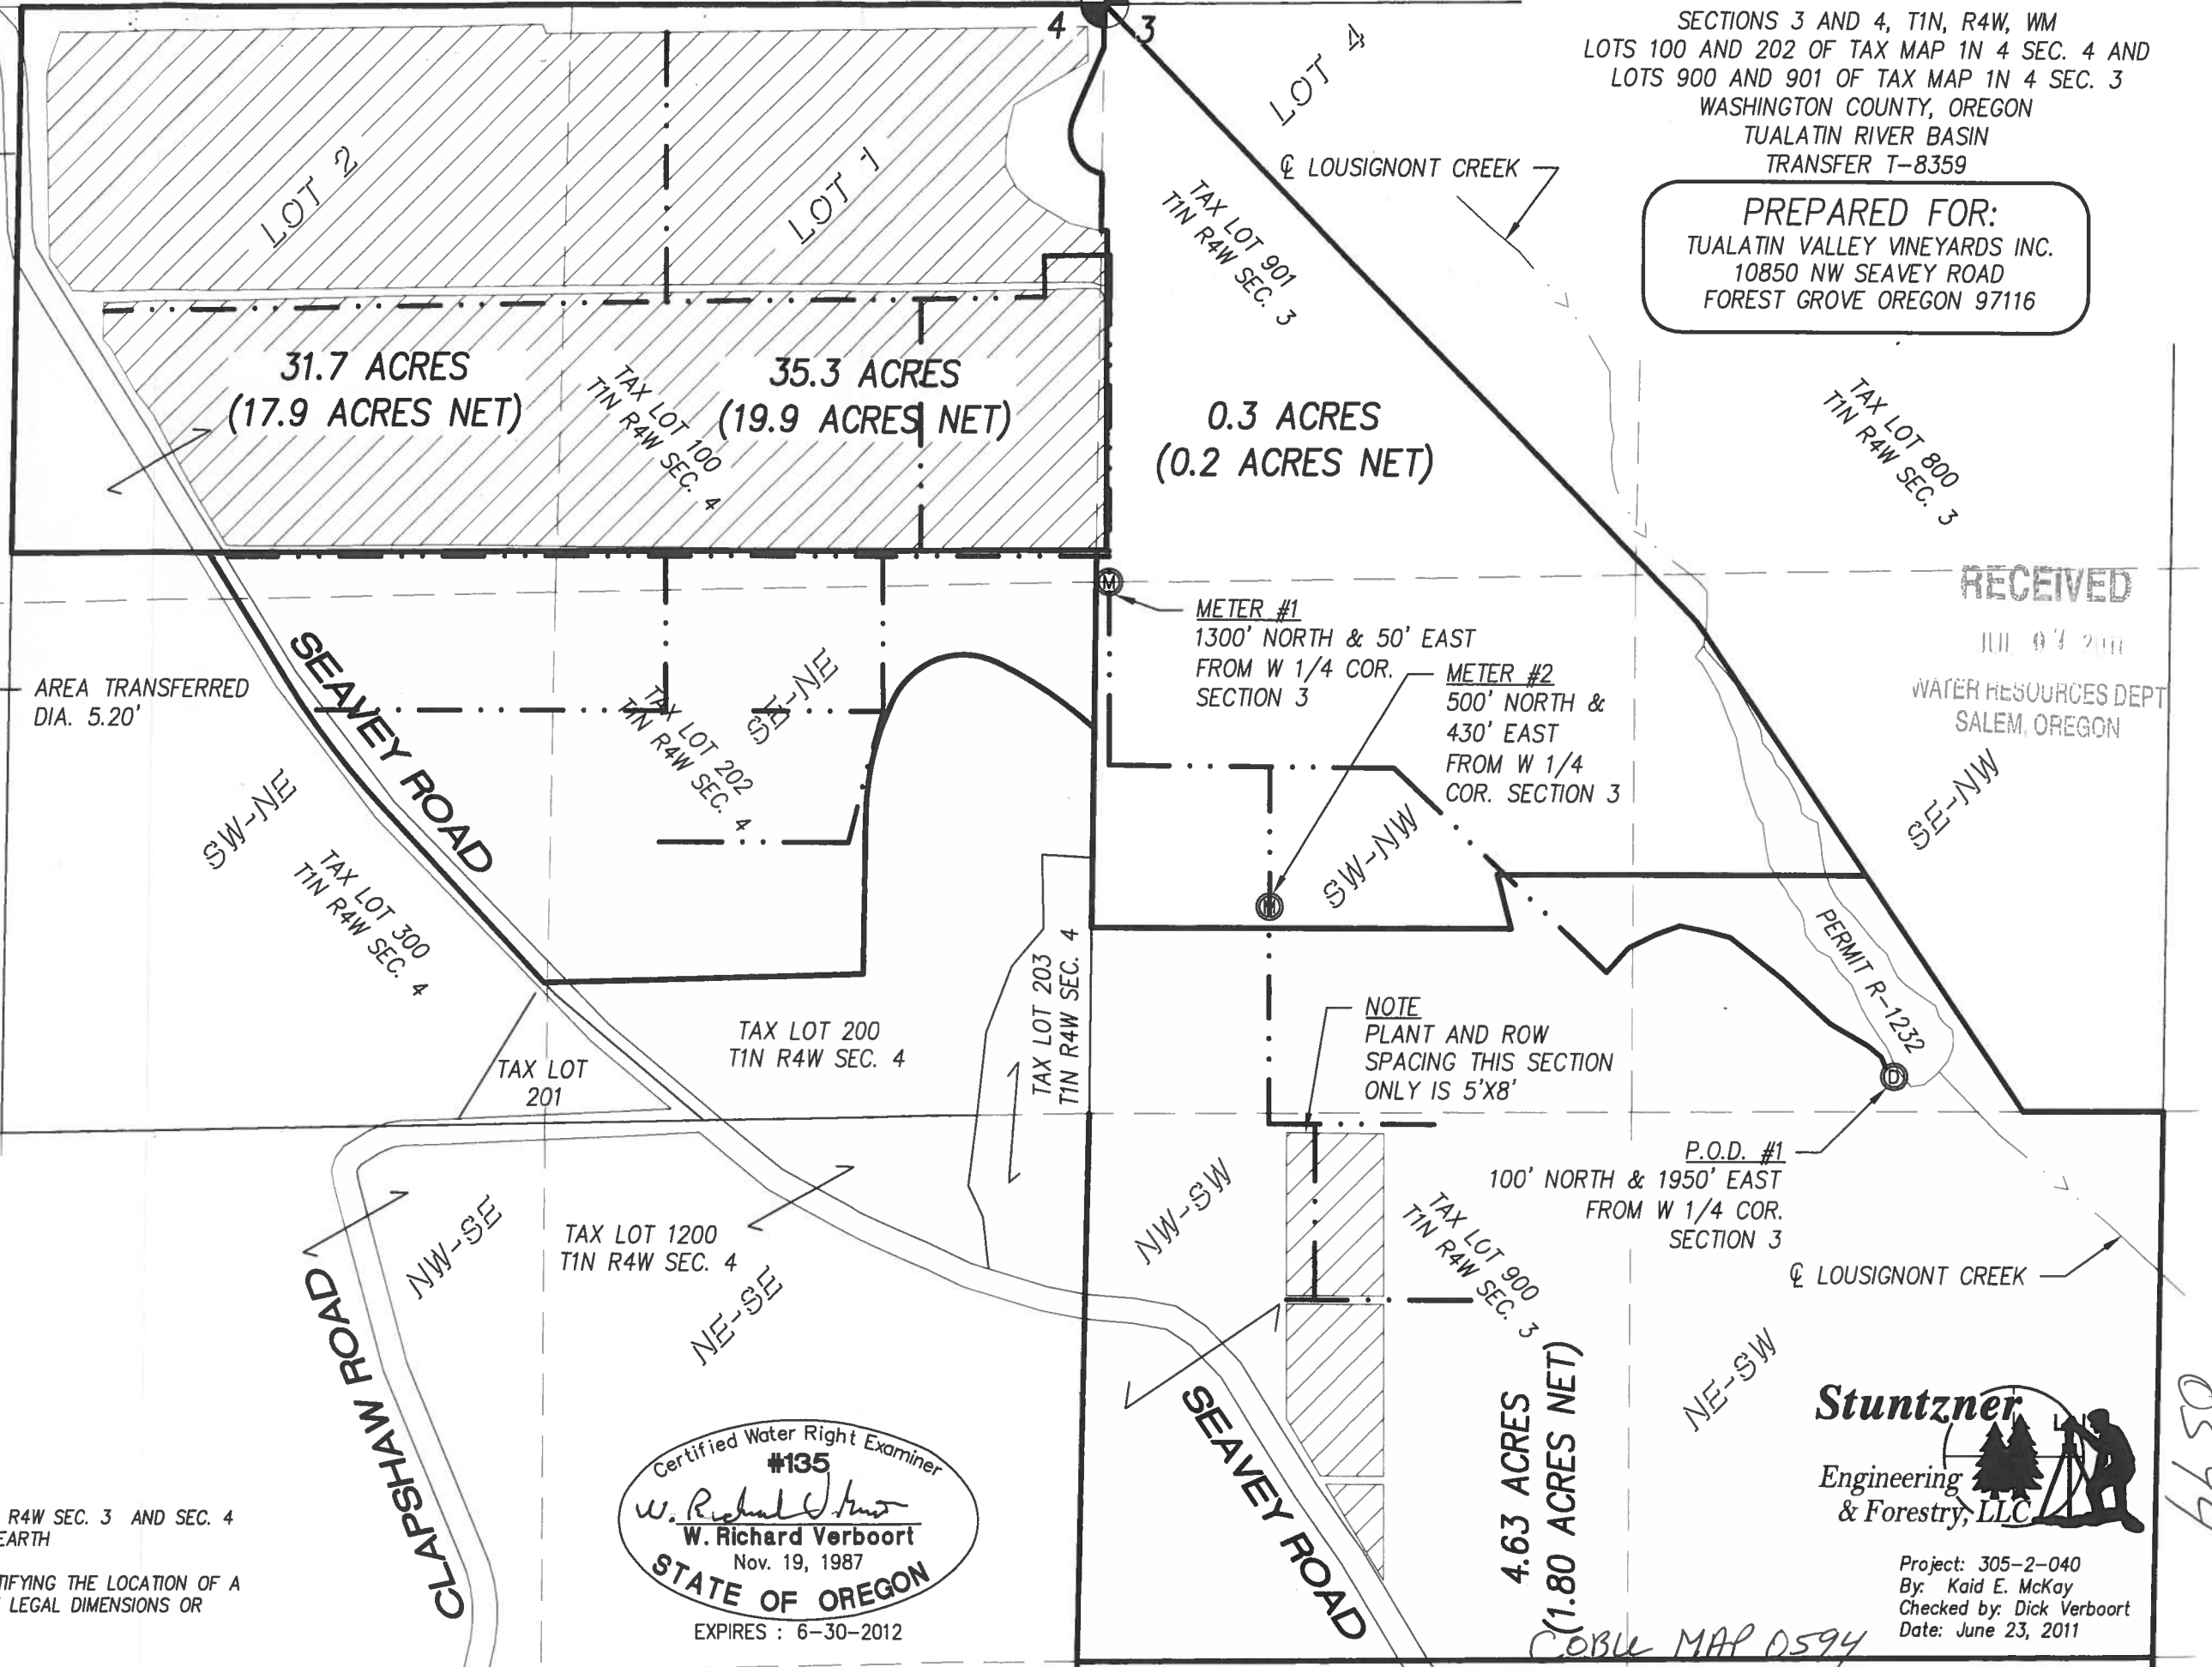 SECTIONS 3 AND 4, T1N, R4W, WM
LOTS 100 AND 202 OF TAX MAP 1N 4 SEC. 4 AND
LOTS 900 AND 901 OF TAX MAP 1N 4 SEC. 3
WASHINGTON COUNTY, OREGON
TUALATIN RIVER BASIN
TRANSFER T-8359
PREPARED FOR:
TUALATIN VALLEY VINEYARDS INC.
10850 NW SEAVEY ROAD
FOREST GROVE OREGON 97116
4
3
LOT 4
LOT 2
LOT 1
℄ LOUSIGNONT CREEK
TAX LOT 901
T1N R4W SEC. 3
31.7 ACRES
(17.9 ACRES NET)
TAX LOT 100
T1N R4W SEC. 4
35.3 ACRES
(19.9 ACRES NET)
0.3 ACRES
(0.2 ACRES NET)
TAX LOT 800
T1N R4W SEC. 3
RECEIVED
WATER RESOURCES DEPT
SALEM, OREGON
METER #1
1300' NORTH & 50' EAST
FROM W 1/4 COR.
SECTION 3
METER #2
500' NORTH &
430' EAST
FROM W 1/4
COR. SECTION 3
AREA TRANSFERRED
DIA. 5.20'
SEAVEY ROAD
TAX LOT 202
T1N R4W SEC. 4
SE-NE
SW-NE
SW-NW
SE-NW
TAX LOT 300
T1N R4W SEC. 4
PERMIT R-1232
TAX LOT 203
T1N R4W SEC. 4
TAX LOT 200
T1N R4W SEC. 4
TAX LOT
201
NOTE
PLANT AND ROW
SPACING THIS SECTION
ONLY IS 5'X8'
D
M
P.O.D. #1
100' NORTH & 1950' EAST
FROM W 1/4 COR.
SECTION 3
NW-SW
NW-SE
TAX LOT 1200
T1N R4W SEC. 4
NE-SE
TAX LOT 900
T1N R4W SEC. 3
℄ LOUSIGNONT CREEK
NE-SW
CLAPSHAW ROAD
SEAVEY ROAD
4.63 ACRES
(1.80 ACRES NET)
Certified Water Right Examiner
#135
W. Richard Verboort
Nov. 19, 1987
STATE OF OREGON
EXPIRES : 6-30-2012
Stuntzner
Engineering
& Forestry, LLC
Project: 305-2-040
By: Kaid E. McKay
Checked by: Dick Verboort
Date: June 23, 2011
R4W SEC. 3 AND SEC. 4
EARTH
TIFYING THE LOCATION OF A
LEGAL DIMENSIONS OR
MAP 0594